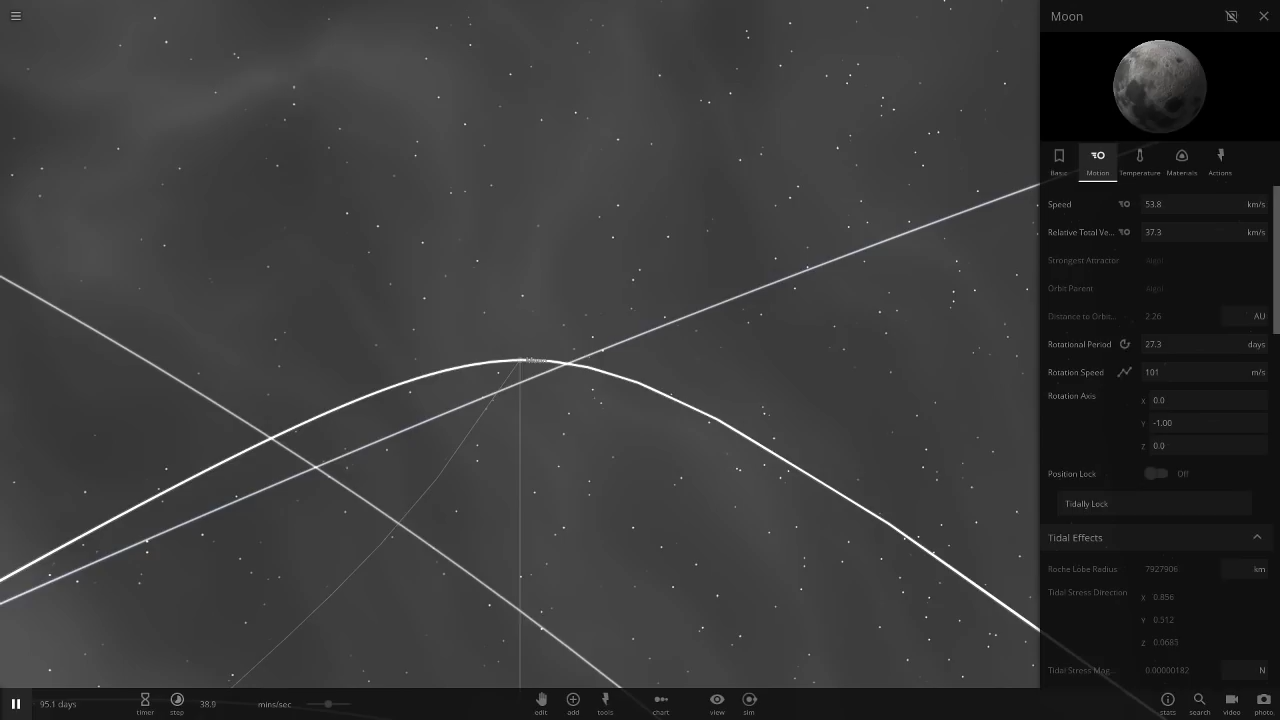 Moon
Basic Motion Temperature Materials Actions
Speed 53.8 km/s
Relative Total Ve... 37.3 km/s
Strongest Attractor Algol
Orbit Parent Algol
Distance to Orbit... 2.26 AU
Rotational Period 27.3 days
Rotation Speed 101 m/s
Rotation Axis X 0.0
Y -1.00
Z 0.0
Moon
Position Lock Off
Tidally Lock
Tidal Effects
Roche Lobe Radius 7927906 km
Tidal Stress Direction X 0.856
Y 0.512
Z 0.0685
Tidal Stress Mag... 0.00000182 N
95.1 days timer step 38.9 mins/sec edit add tools chart view sim stats search video photo